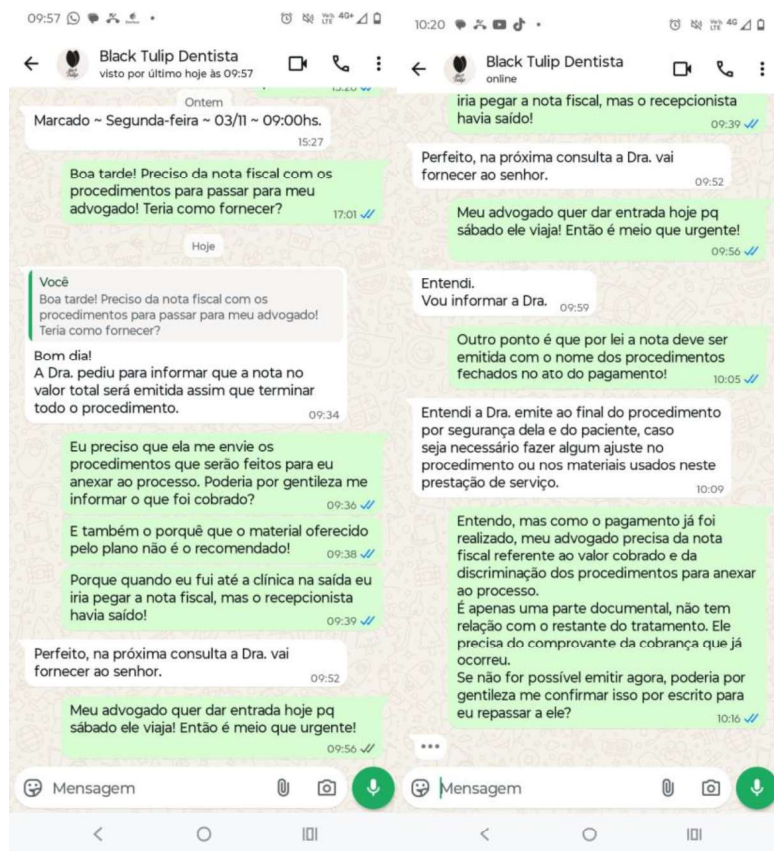 09:57
4G+
Black Tulip Dentista
visto por último hoje às 09:57
Ontem
Marcado ~ Segunda-feira ~ 03/11 ~ 09:00hs.
15:27
Boa tarde! Preciso da nota fiscal com os
procedimentos para passar para meu
advogado! Teria como fornecer?
17:01
Hoje
Você
Boa tarde! Preciso da nota fiscal com os
procedimentos para passar para meu advogado!
Teria como fornecer?
Bom dia!
A Dra. pediu para informar que a nota no
valor total será emitida assim que terminar
todo o procedimento.
09:34
Eu preciso que ela me envie os
procedimentos que serão feitos para eu
anexar ao processo. Poderia por gentileza me
informar o que foi cobrado?
09:36
E também o porquê que o material oferecido
pelo plano não é o recomendado!
09:38
Porque quando eu fui até a clínica na saída eu
iria pegar a nota fiscal, mas o recepcionista
havia saído!
09:39
Perfeito, na próxima consulta a Dra. vai
fornecer ao senhor.
09:52
Meu advogado quer dar entrada hoje pq
sábado ele viaja! Então é meio que urgente!
09:56
Mensagem
10:20
4G
Black Tulip Dentista
online
iria pegar a nota fiscal, mas o recepcionista
havia saído!
09:39
Perfeito, na próxima consulta a Dra. vai
fornecer ao senhor.
09:52
Meu advogado quer dar entrada hoje pq
sábado ele viaja! Então é meio que urgente!
09:56
Entendi.
Vou informar a Dra.
09:59
Outro ponto é que por lei a nota deve ser
emitida com o nome dos procedimentos
fechados no ato do pagamento!
10:05
Entendi a Dra. emite ao final do procedimento
por segurança dela e do paciente, caso
seja necessário fazer algum ajuste no
procedimento ou nos materiais usados neste
prestação de serviço.
10:09
Entendo, mas como o pagamento já foi
realizado, meu advogado precisa da nota
fiscal referente ao valor cobrado e da
discriminação dos procedimentos para anexar
ao processo.
É apenas uma parte documental, não tem
relação com o restante do tratamento. Ele
precisa do comprovante da cobrança que já
ocorreu.
Se não for possível emitir agora, poderia por
gentileza me confirmar isso por escrito para
eu repassar a ele?
10:16
Mensagem